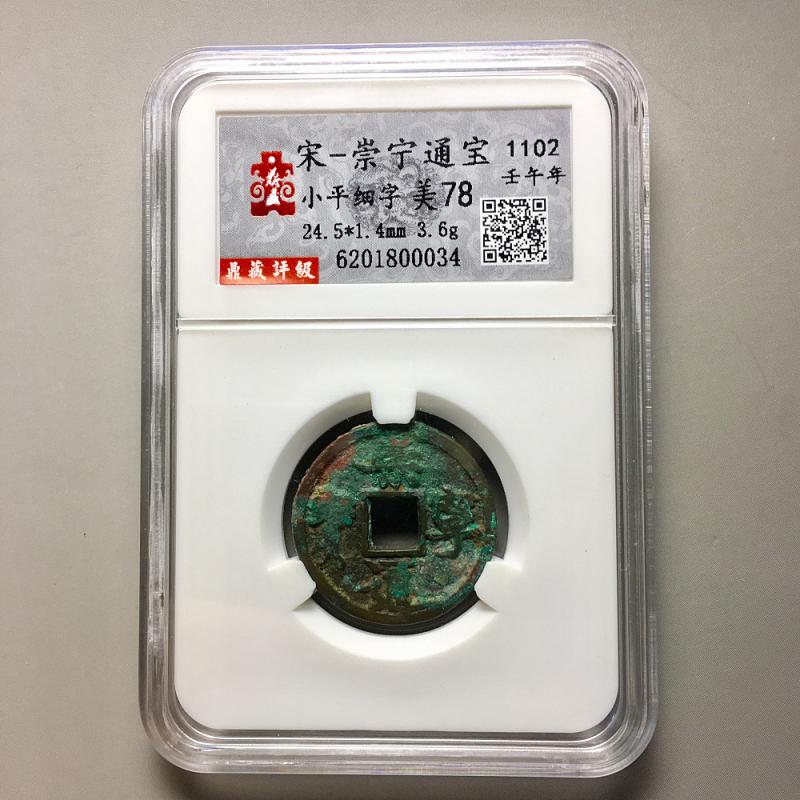 宋-崇宁通宝 1102
小平细字 美78 壬午年
24.5*1.4mm 3.6g
鼎藏評級 6201800034
寧